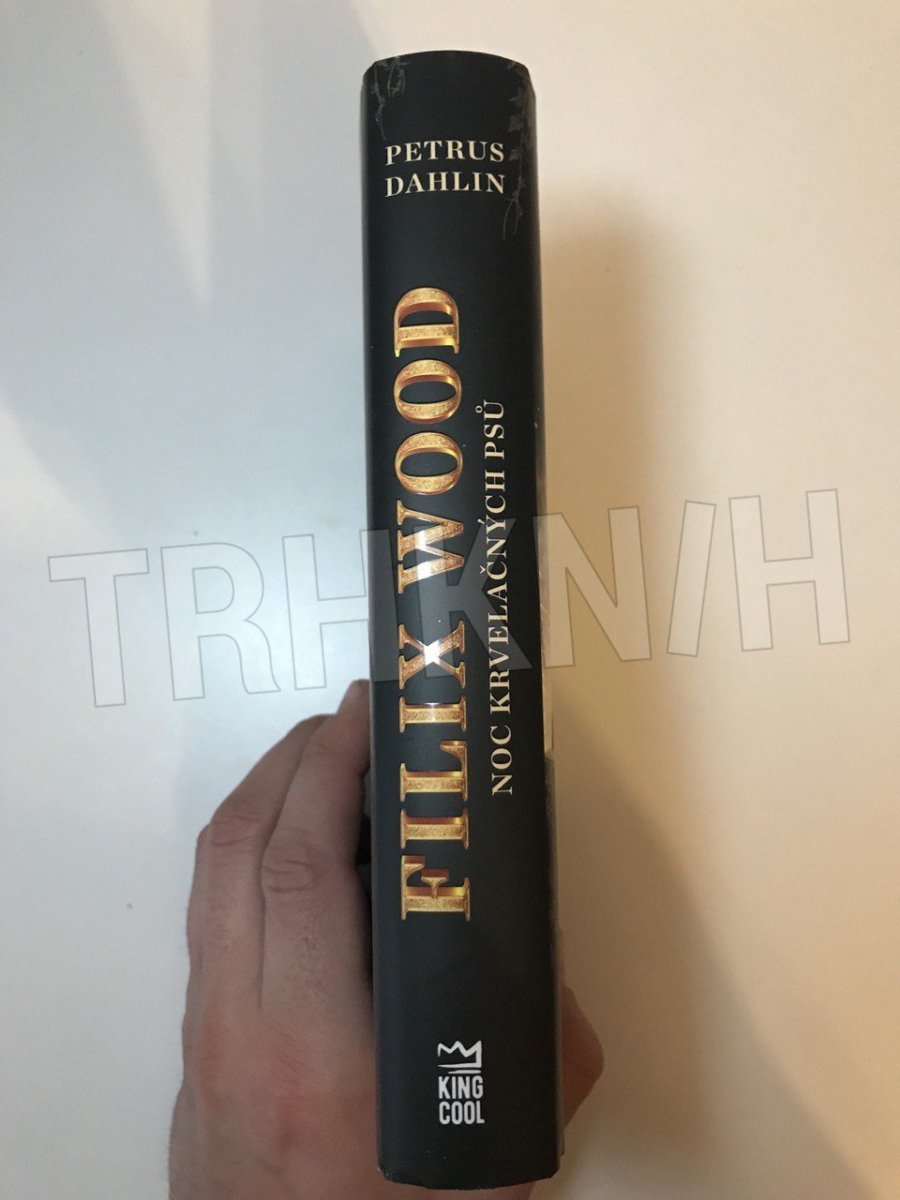 PETRUS
DAHLIN
FILIX WOOD
NOC KRVELAČNÝCH PSŮ
KING
COOL
TRHKNIH